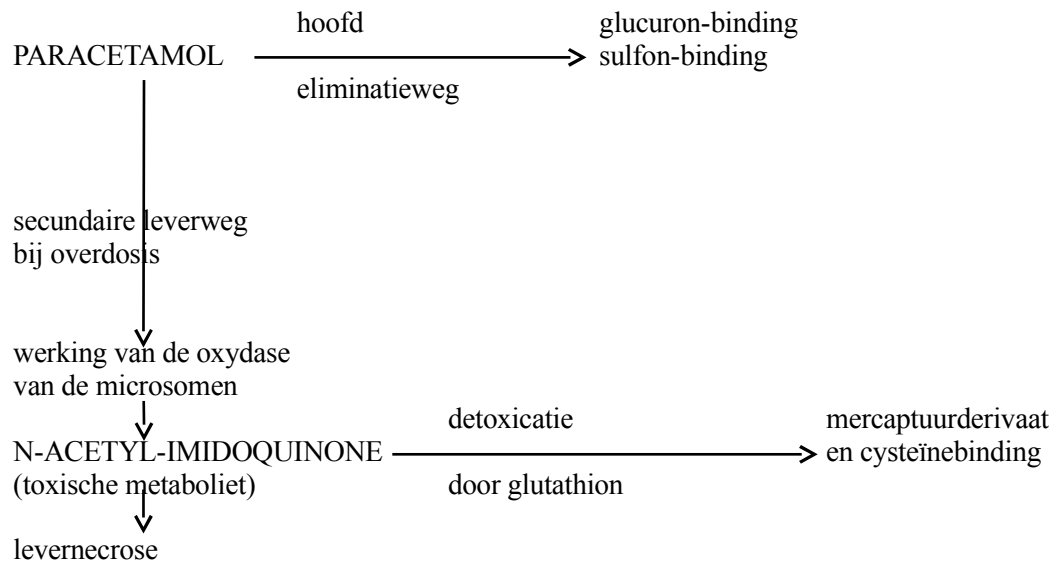 hoofd
glucuron-binding
PARACETAMOL
sulfon-binding
eliminatieweg
secundaire leverweg
bij overdosis
werking van de oxydase
van de microsomen
detoxicatie
mercaptuurderivaat
N-ACETYL-IMIDOQUINONE
en cysteïnebinding
(toxische metaboliet)
door glutathion
levernecrose